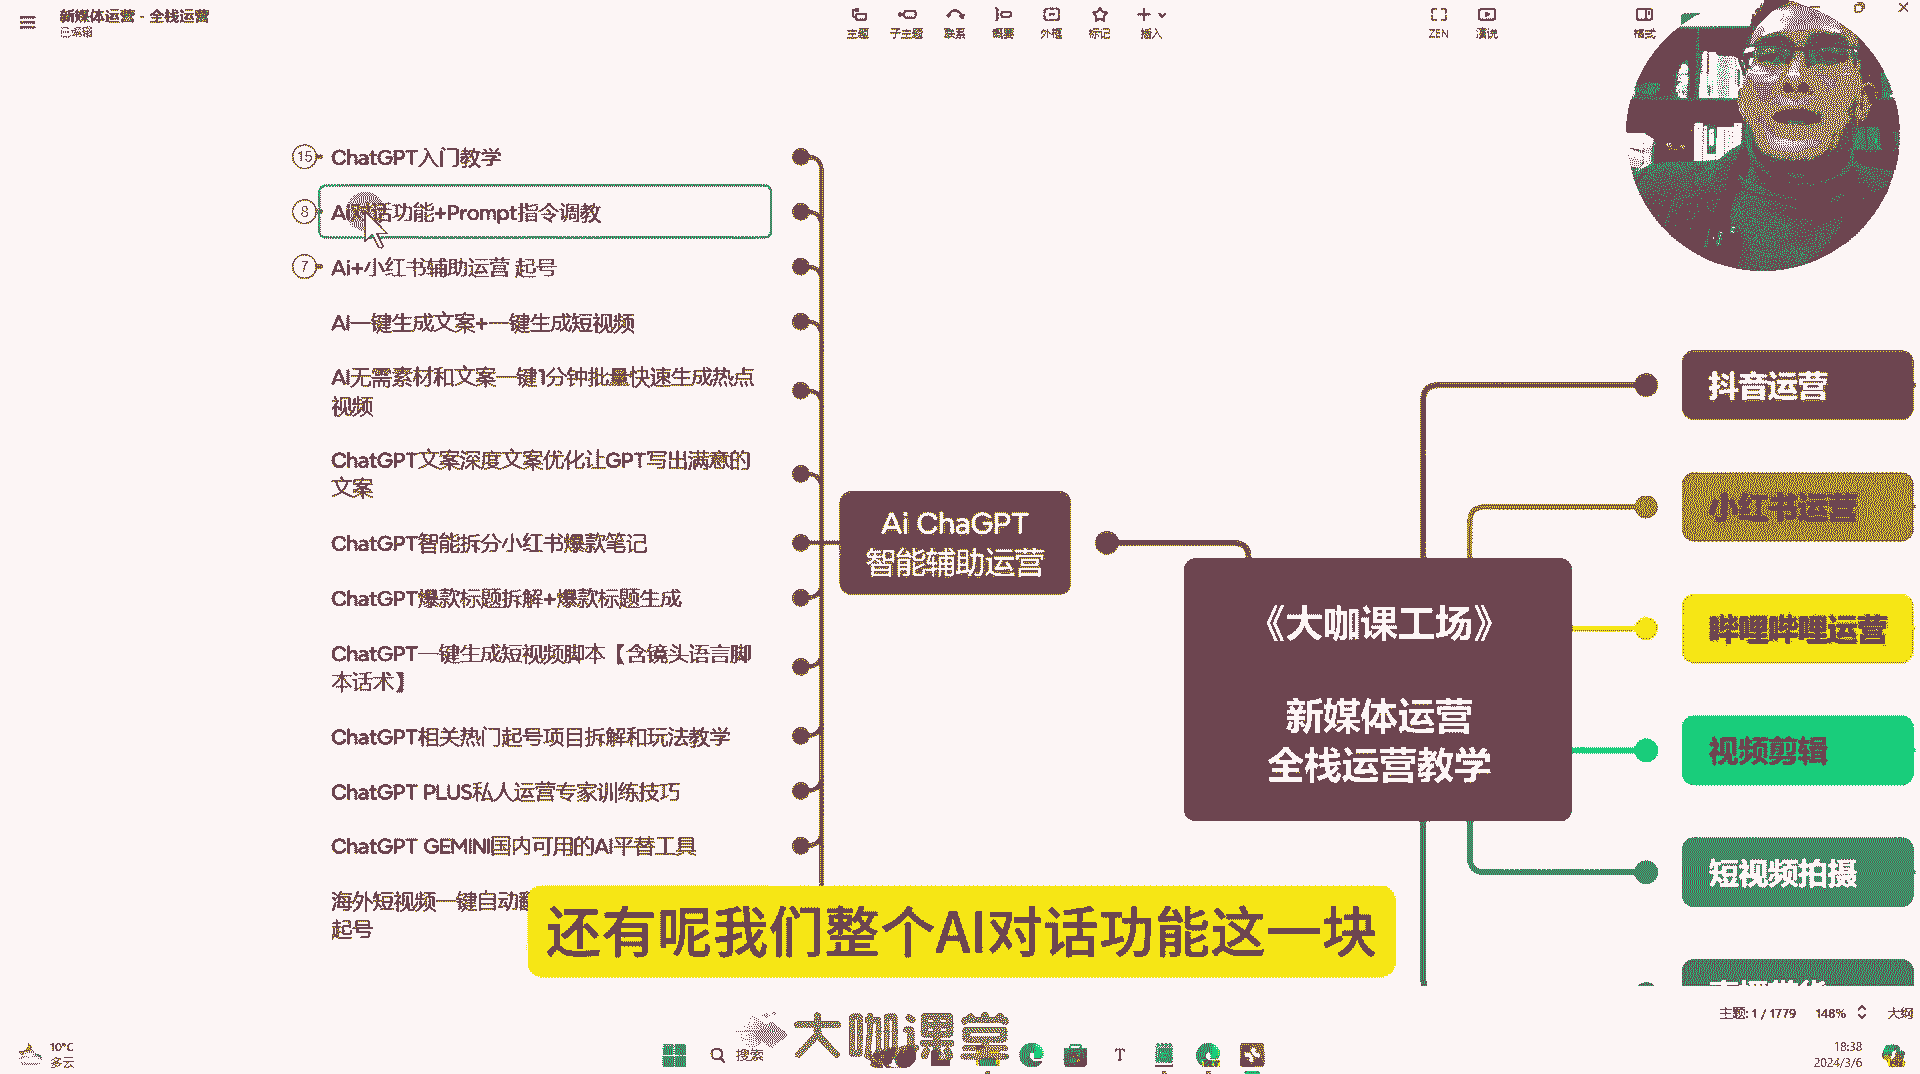 新媒体运营 - 全栈运营
已编辑
主题
子主题
联系
概要
外框
标记
插入
ZEN
演说
格式
15
ChatGPT入门教学
8
Ai对话功能+Prompt指令调教
7
Ai+小红书辅助运营 起号
AI一键生成文案+一键生成短视频
AI无需素材和文案一键1分钟批量快速生成热点
视频
ChatGPT文案深度文案优化让GPT写出满意的
文案
ChatGPT智能拆分小红书爆款笔记
ChatGPT爆款标题拆解+爆款标题生成
ChatGPT一键生成短视频脚本【含镜头语言脚
本话术】
ChatGPT相关热门起号项目拆解和玩法教学
ChatGPT PLUS私人运营专家训练技巧
ChatGPT GEMINI国内可用的AI平替工具
海外短视频一键自动
起号
Ai ChaGPT
智能辅助运营
《大咖课工场》
新媒体运营
全栈运营教学
抖音运营
小红书运营
哔哩哔哩运营
视频剪辑
短视频拍摄
还有呢我们整个AI对话功能这一块
主题: 1 / 1779
148%
大纲
大咖课堂
10°C
多云
搜索
18:38
2024/3/6